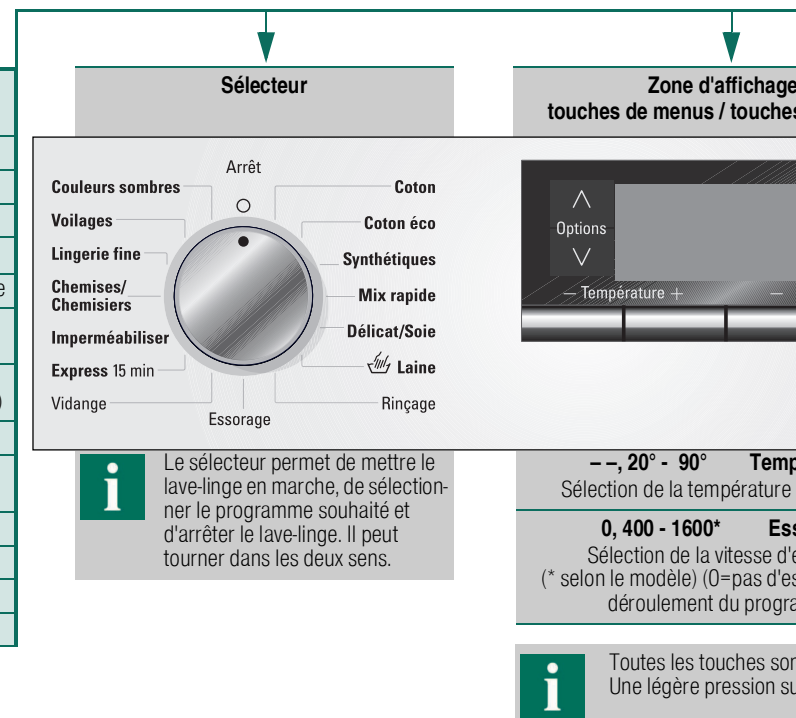 Sélecteur
Zone d'affichage
touches de menus / touches
Arrêt
Couleurs sombres
Voilages
Lingerie fine
Chemises/
Chemisiers
Imperméabiliser
Express 15 min
Vidange
Essorage
Coton
Coton éco
Synthétiques
Mix rapide
Délicat/Soie
Laine
Rinçage
Options
– Température +
–
e
)
i
Le sélecteur permet de mettre le
lave-linge en marche, de sélection-
ner le programme souhaité et
d'arrêter le lave-linge. Il peut
tourner dans les deux sens.
– –, 20° - 90° Temp
Sélection de la température
0, 400 - 1600* Ess
Sélection de la vitesse d'e
(* selon le modèle) (0=pas d'es
déroulement du progra
i
Toutes les touches son
Une légère pression su